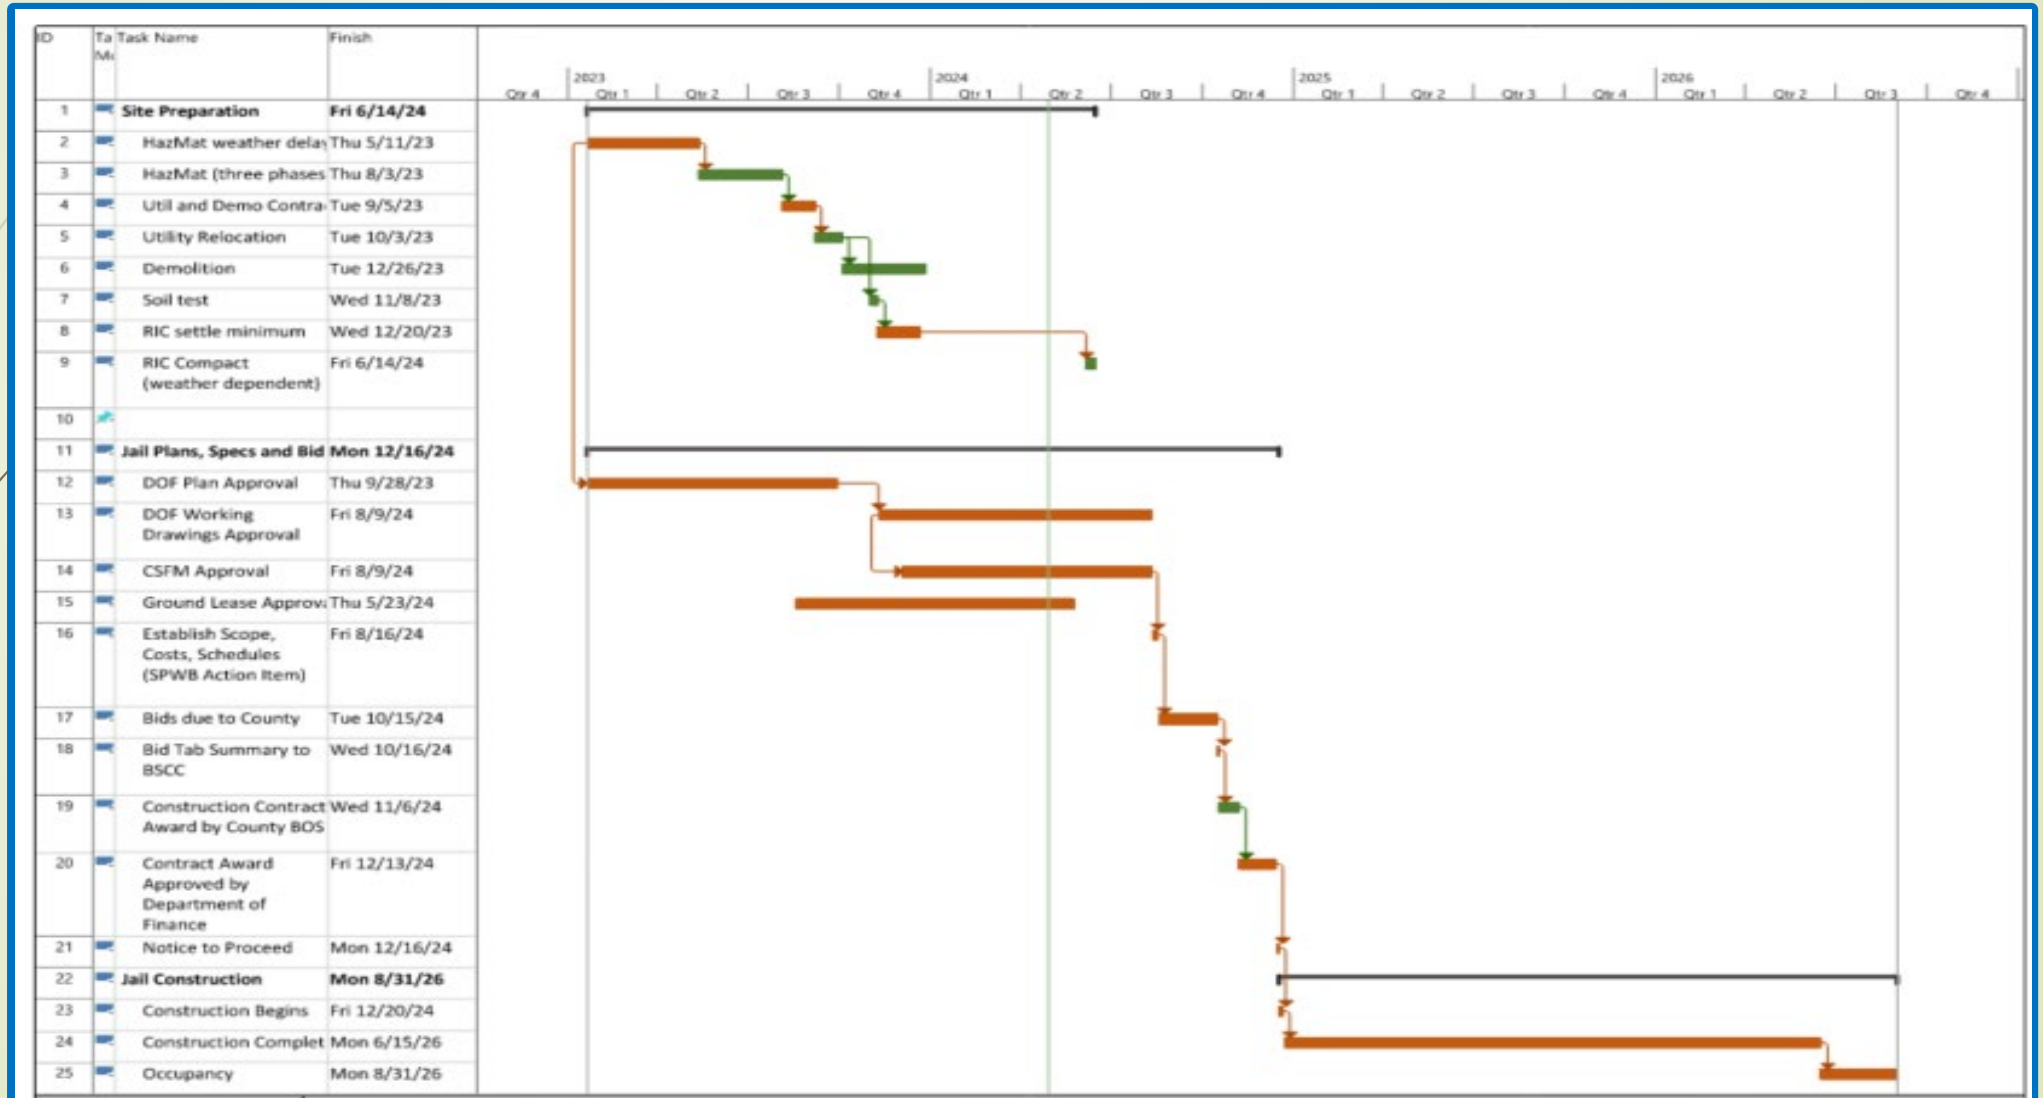 ID Ta Task Name Finish
Mo
2023 2024 2025 2026
Qtr 4 Qtr 1 Qtr 2 Qtr 3 Qtr 4 Qtr 1 Qtr 2 Qtr 3 Qtr 4 Qtr 1 Qtr 2 Qtr 3 Qtr 4 Qtr 1 Qtr 2 Qtr 3 Qtr 4
1 Site Preparation Fri 6/14/24
2 HazMat weather delay Thu 5/11/23
3 HazMat (three phases Thu 8/3/23
4 Util and Demo Contra Tue 9/5/23
5 Utility Relocation Tue 10/3/23
6 Demolition Tue 12/26/23
7 Soil test Wed 11/8/23
8 RIC settle minimum Wed 12/20/23
9 RIC Compact Fri 6/14/24
(weather dependent)
10
11 Jail Plans, Specs and Bid Mon 12/16/24
12 DOF Plan Approval Thu 9/28/23
13 DOF Working Fri 8/9/24
Drawings Approval
14 CSFM Approval Fri 8/9/24
15 Ground Lease Approva Thu 5/23/24
16 Establish Scope, Fri 8/16/24
Costs, Schedules
(SPWB Action Item)
17 Bids due to County Tue 10/15/24
18 Bid Tab Summary to Wed 10/16/24
BSCC
19 Construction Contract Wed 11/6/24
Award by County BOS
20 Contract Award Fri 12/13/24
Approved by
Department of
Finance
21 Notice to Proceed Mon 12/16/24
22 Jail Construction Mon 8/31/26
23 Construction Begins Fri 12/20/24
24 Construction Complet Mon 6/15/26
25 Occupancy Mon 8/31/26